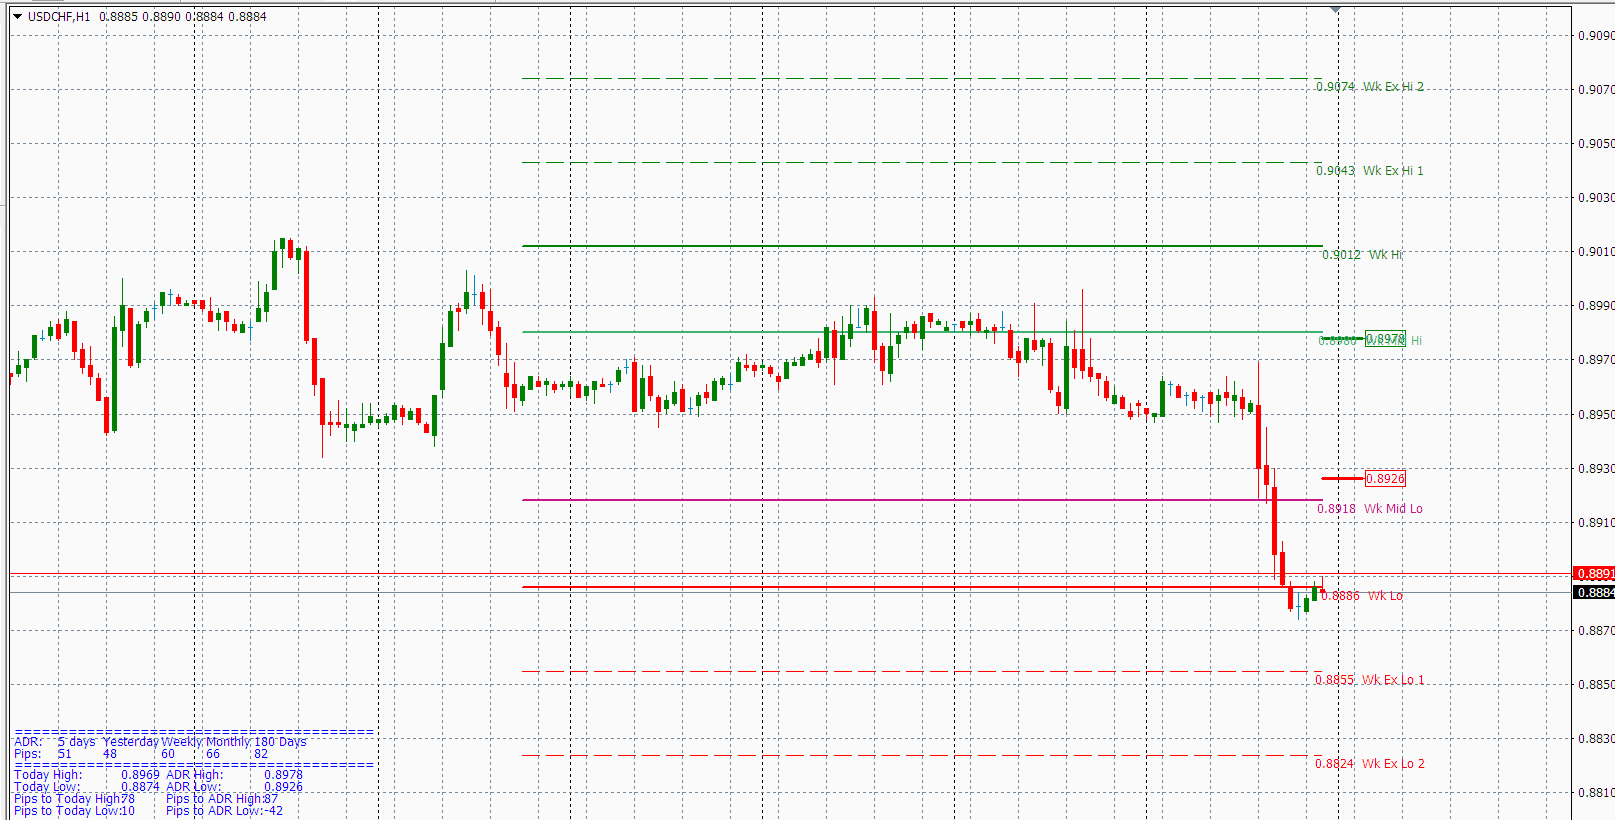 USDCHF,H1 0.8885 0.8890 0.8884 0.8884
0.9090
0.9070
0.9074 Wk Ex Hi 2
0.9050
0.9043 Wk Ex Hi 1
0.9030
0.9010
0.9012 Wk Hi
0.8990
0.8978
0.8980 Wk Mid Hi
0.8970
0.8950
0.8930
0.8926
0.8918 Wk Mid Lo
0.8910
0.8891
0.8884
0.8886 Wk Lo
0.8870
0.8855 Wk Ex Lo 1
0.8850
0.8830
0.8824 Wk Ex Lo 2
0.8810
==========================================
ADR: 5 days Yesterday Weekly Monthly 180 Days
Pips: 51 48 60 66 82
==========================================
Today High: 0.8969 ADR High: 0.8978
Today Low: 0.8874 ADR Low: 0.8926
Pips to Today High:78 Pips to ADR High:87
Pips to Today Low:10 Pips to ADR Low:-42